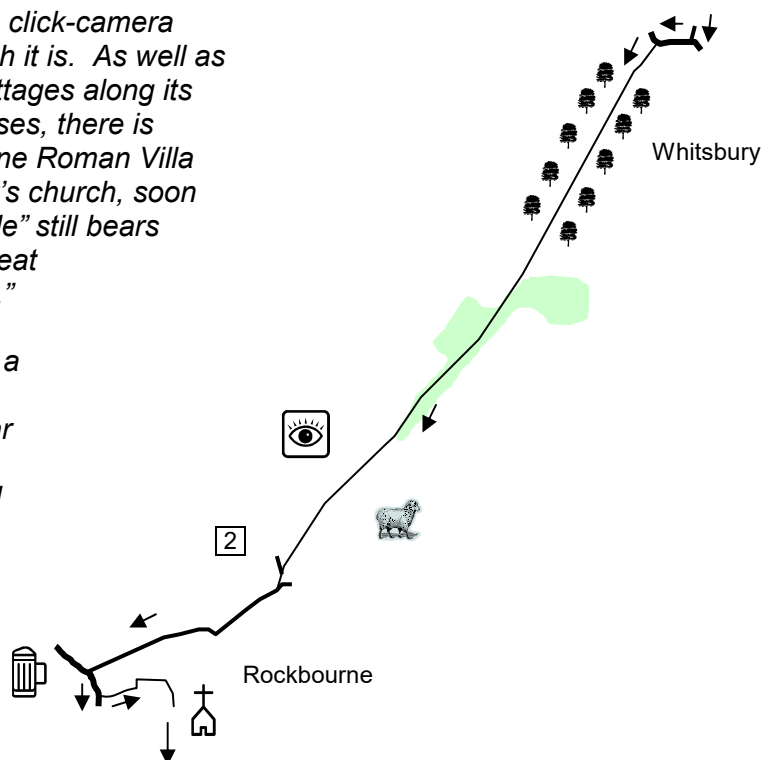 click-camera
h it is. As well as
ttages along its
ses, there is
ne Roman Villa
's church, soon
le” still bears
eat
”
a
ar
Whitsbury
2
Rockbourne